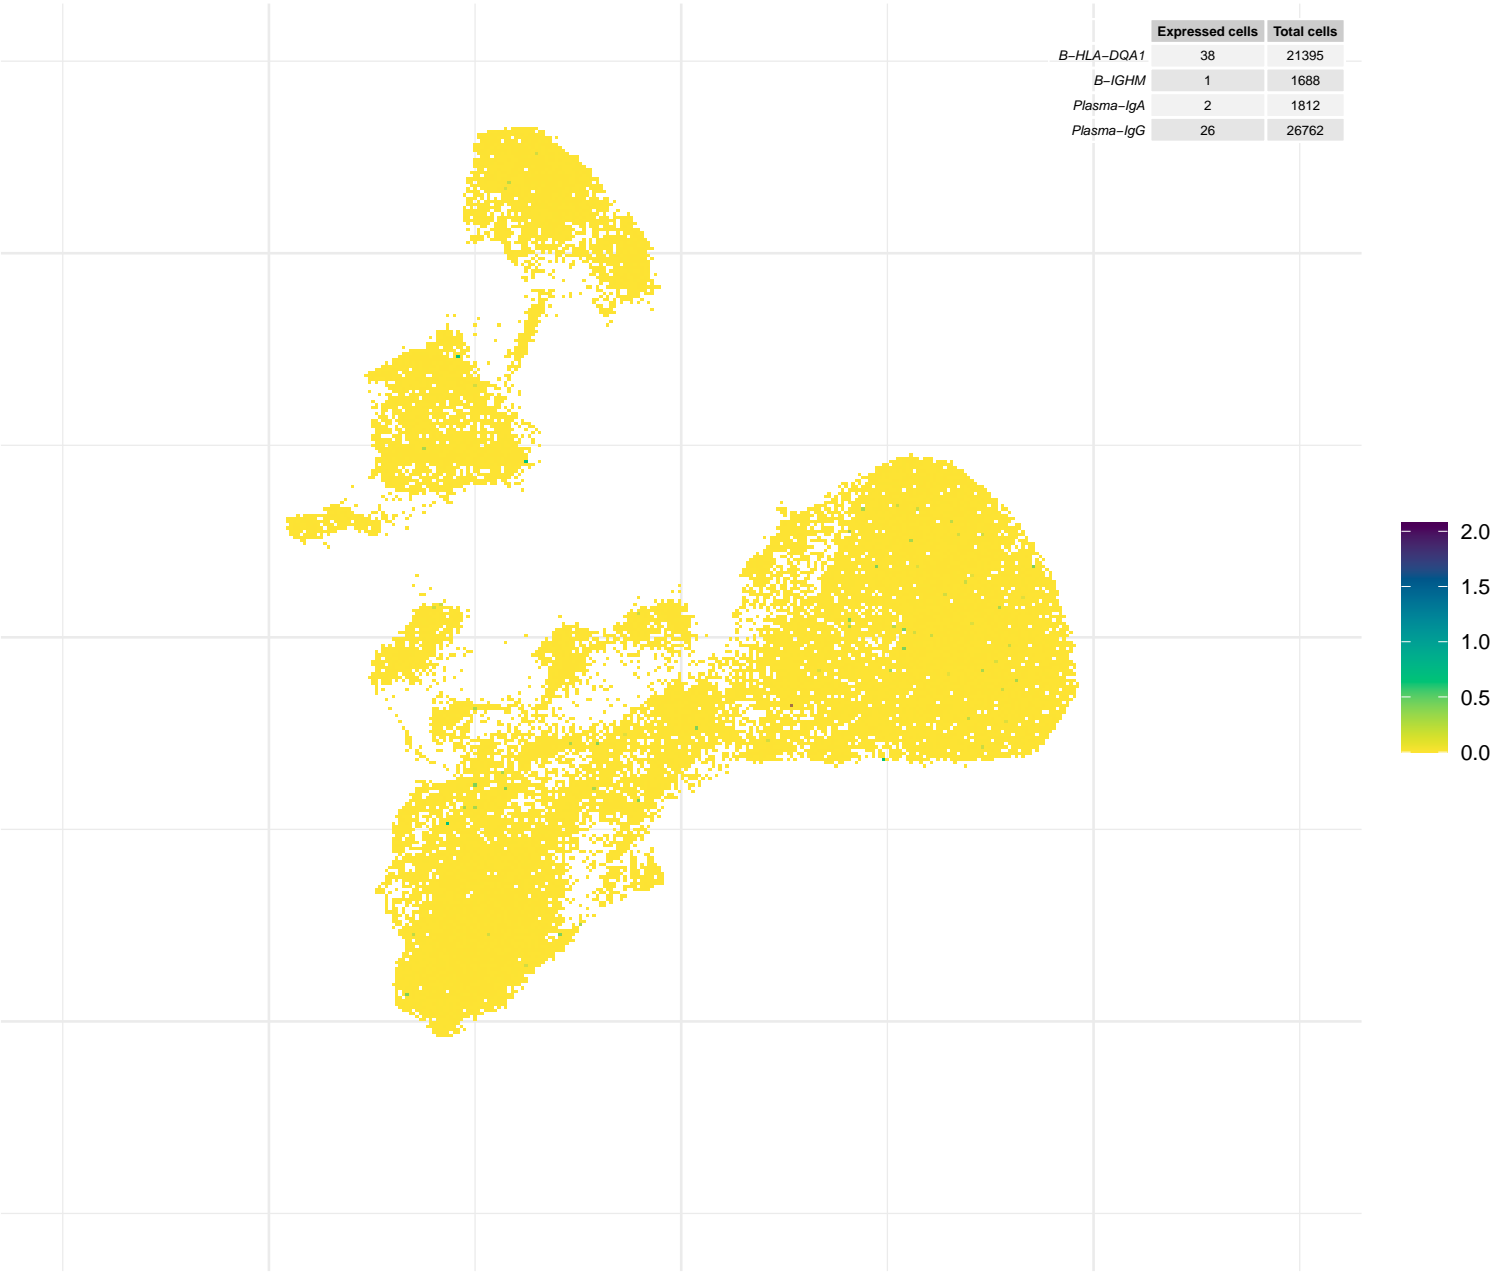 Expressed cells Total cells
B−HLA−DQA1 38 21395
B−IGHM 1 1688
Plasma−IgA 2 1812
Plasma−IgG 26 26762
2.0
1.5
1.0
0.5
0.0